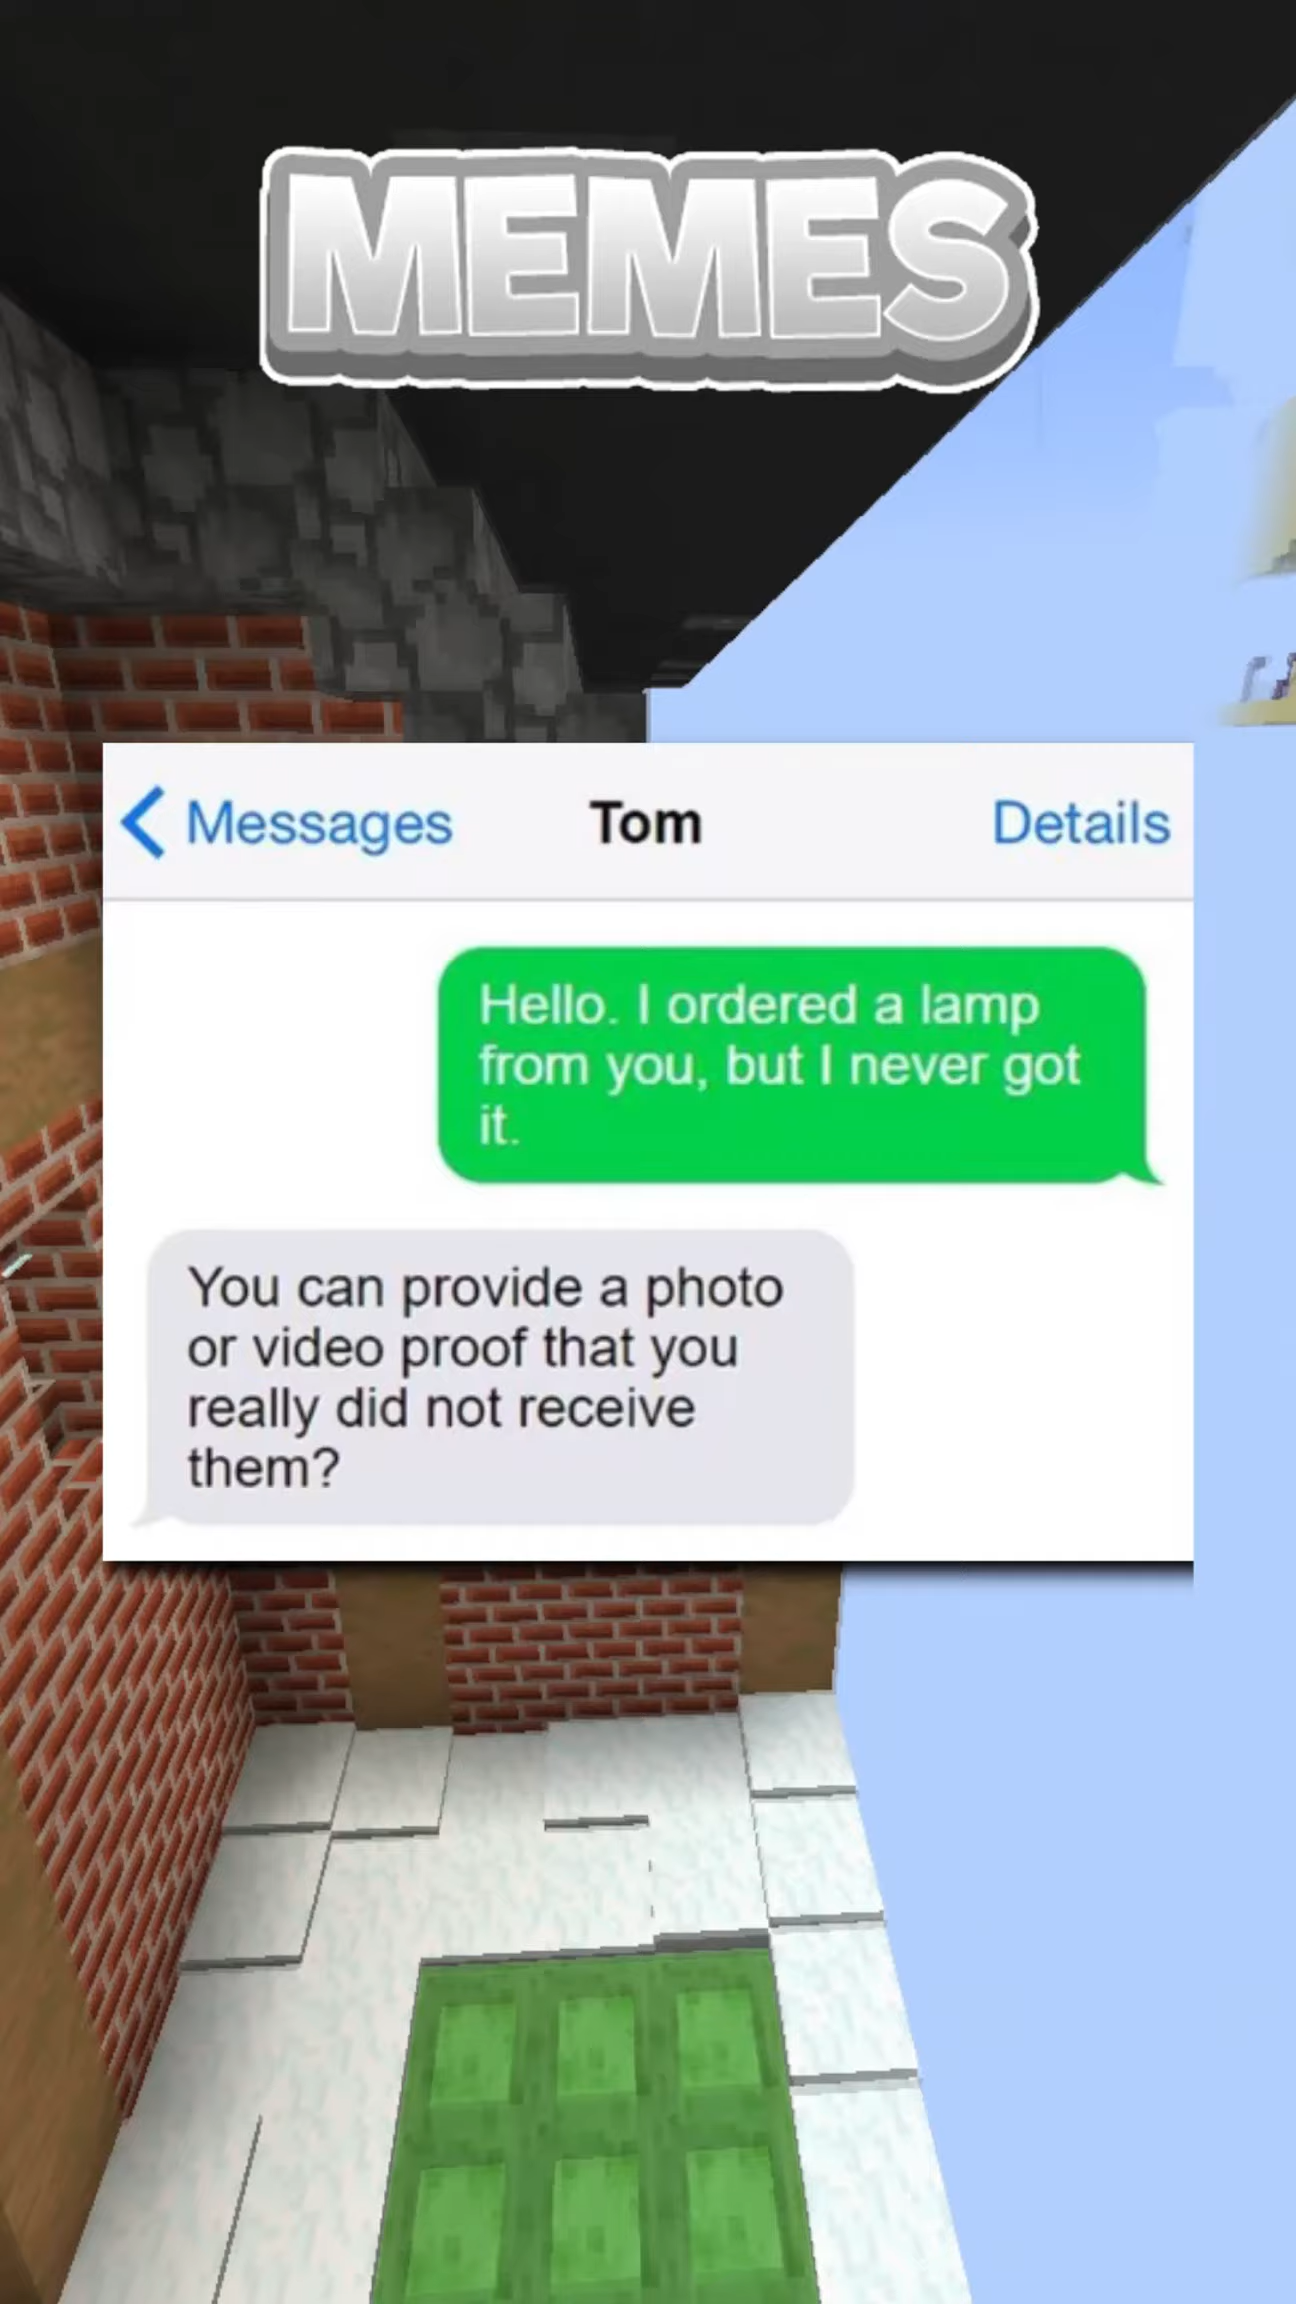 MEMES
Messages
Tom
Details
Hello. I ordered a lamp
from you, but I never got
it.
You can provide a photo
or video proof that you
really did not receive
them?